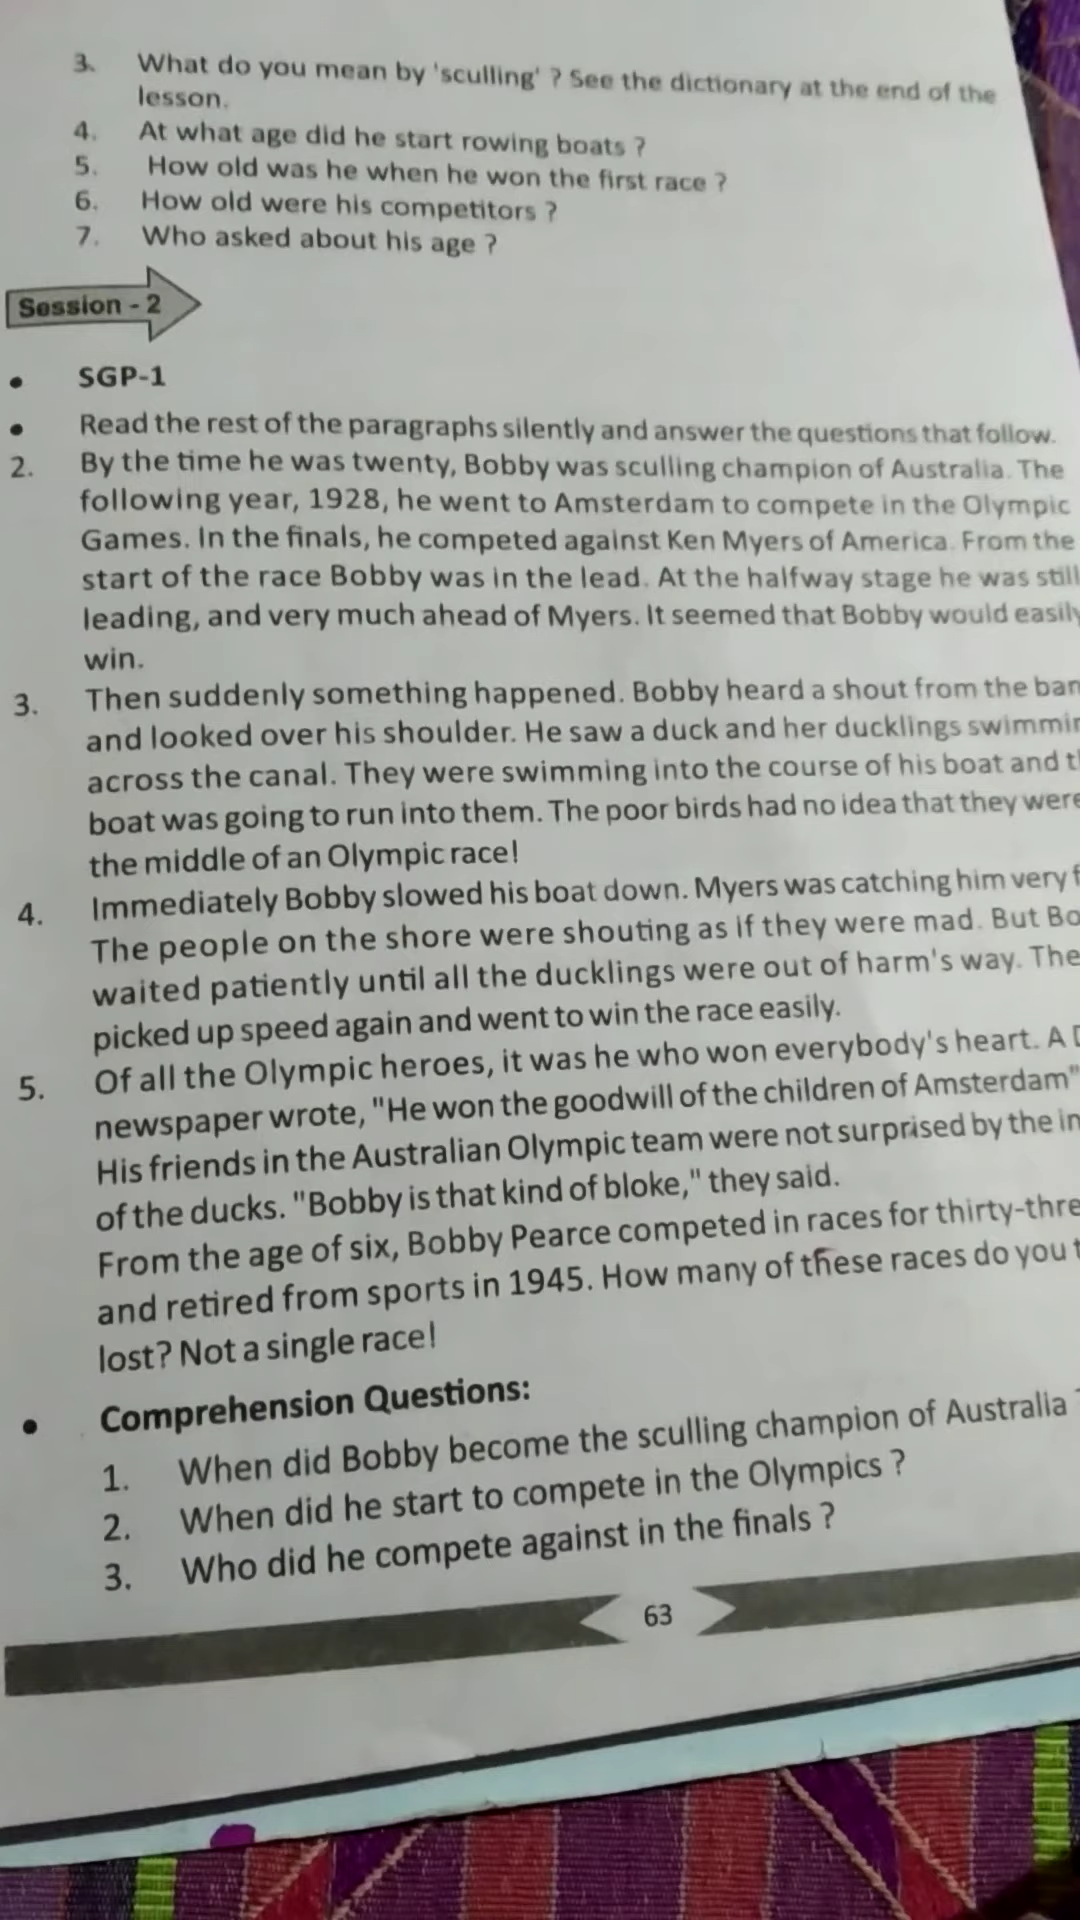 3. What do you mean by 'sculling' ? See the dictionary at the end of the
lesson.
4. At what age did he start rowing boats ?
5. How old was he when he won the first race ?
6. How old were his competitors ?
7. Who asked about his age ?
Session - 2
• SGP-1
• Read the rest of the paragraphs silently and answer the questions that follow.
2. By the time he was twenty, Bobby was sculling champion of Australia. The
following year, 1928, he went to Amsterdam to compete in the Olympic
Games. In the finals, he competed against Ken Myers of America. From the
start of the race Bobby was in the lead. At the halfway stage he was still
leading, and very much ahead of Myers. It seemed that Bobby would easily
win.
3. Then suddenly something happened. Bobby heard a shout from the
and looked over his shoulder. He saw a duck and her ducklings
across the canal. They were swimming into the course of his boat and
boat was going to run into them. The poor birds had no idea that they were
the middle of an Olympic race!
4. Immediately Bobby slowed his boat down. Myers was catching him very
The people on the shore were shouting as if they were mad. But
waited patiently until all the ducklings were out of harm's way.
picked up speed again and went to win the race easily.
5. Of all the Olympic heroes, it was he who won everybody's heart. A
newspaper wrote, "He won the goodwill of the children of Amsterdam"
His friends in the Australian Olympic team were not surprised by the
of the ducks. "Bobby is that kind of bloke," they said.
From the age of six, Bobby Pearce competed in races for
and retired from sports in 1945. How many of these races do you
lost? Not a single race!
• Comprehension Questions:
1. When did Bobby become the sculling champion of Australia
2. When did he start to compete in the Olympics ?
3. Who did he compete against in the finals ?
63